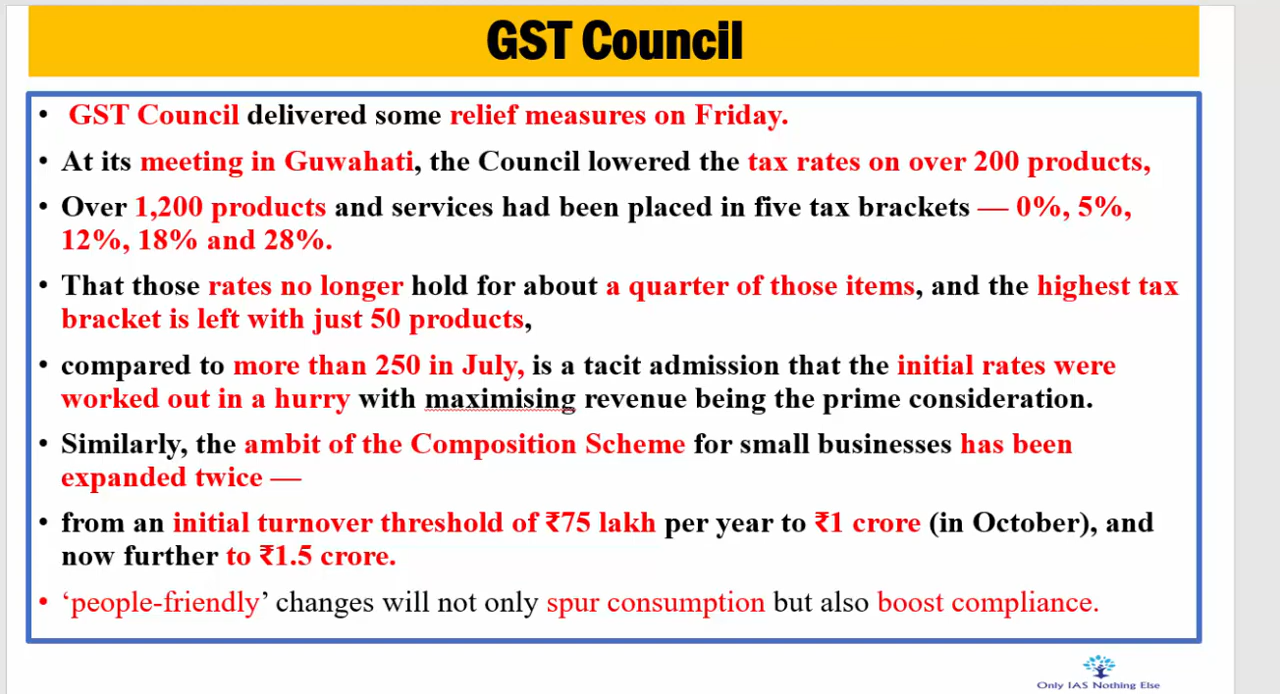 GST Council
• GST Council delivered some relief measures on Friday.
• At its meeting in Guwahati, the Council lowered the tax rates on over 200 products,
• Over 1,200 products and services had been placed in five tax brackets — 0%, 5%,
12%, 18% and 28%.
• That those rates no longer hold for about a quarter of those items, and the highest tax
bracket is left with just 50 products,
• compared to more than 250 in July, is a tacit admission that the initial rates were
worked out in a hurry with maximising revenue being the prime consideration.
• Similarly, the ambit of the Composition Scheme for small businesses has been
expanded twice —
• from an initial turnover threshold of ₹75 lakh per year to ₹1 crore (in October), and
now further to ₹1.5 crore.
• ‘people-friendly’ changes will not only spur consumption but also boost compliance.
Only IAS Nothing Else